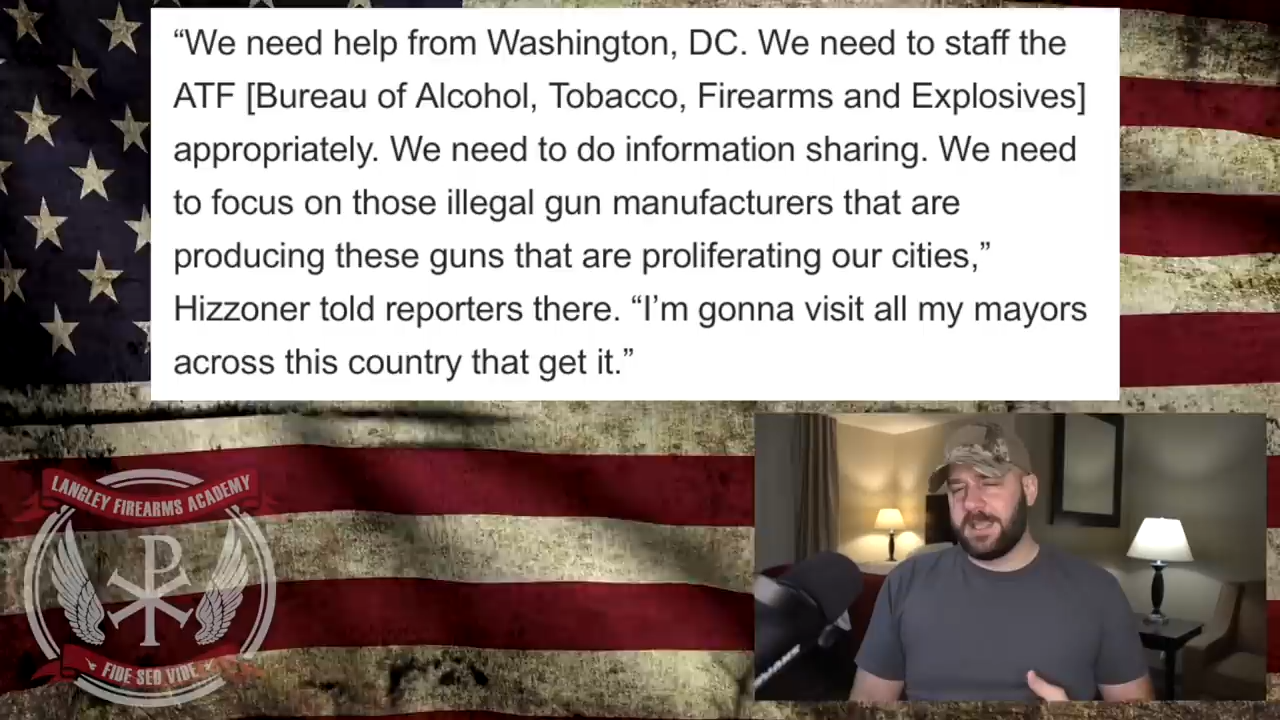 “We need help from Washington, DC. We need to staff the
ATF [Bureau of Alcohol, Tobacco, Firearms and Explosives]
appropriately. We need to do information sharing. We need
to focus on those illegal gun manufacturers that are
producing these guns that are proliferating our cities,”
Hizzoner told reporters there. “I’m gonna visit all my mayors
across this country that get it.”
LANGLEY FIREARMS ACADEMY
FIDE SED VIDE